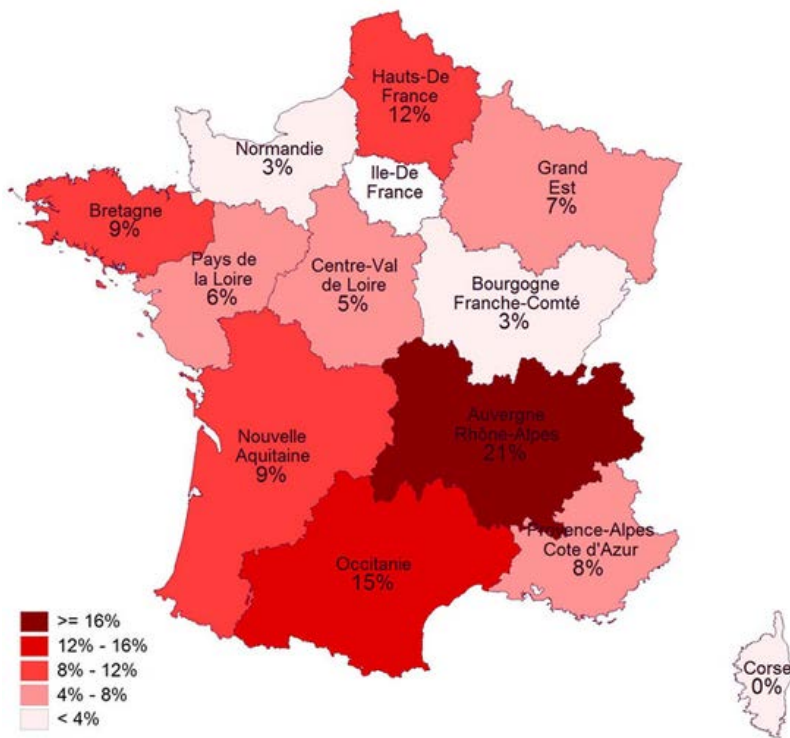 Hauts-De
France
12%
Normandie
3%
Ile-De
France
Grand
Est
7%
Bretagne
9%
Pays de
la Loire
6%
Centre-Val
de Loire
5%
Bourgogne
Franche-Comté
3%
Auvergne
Rhône-Alpes
21%
Nouvelle
Aquitaine
9%
Provence-Alpes
Cote d'Azur
8%
Occitanie
15%
Corse
0%
>= 16%
12% - 16%
8% - 12%
4% - 8%
< 4%